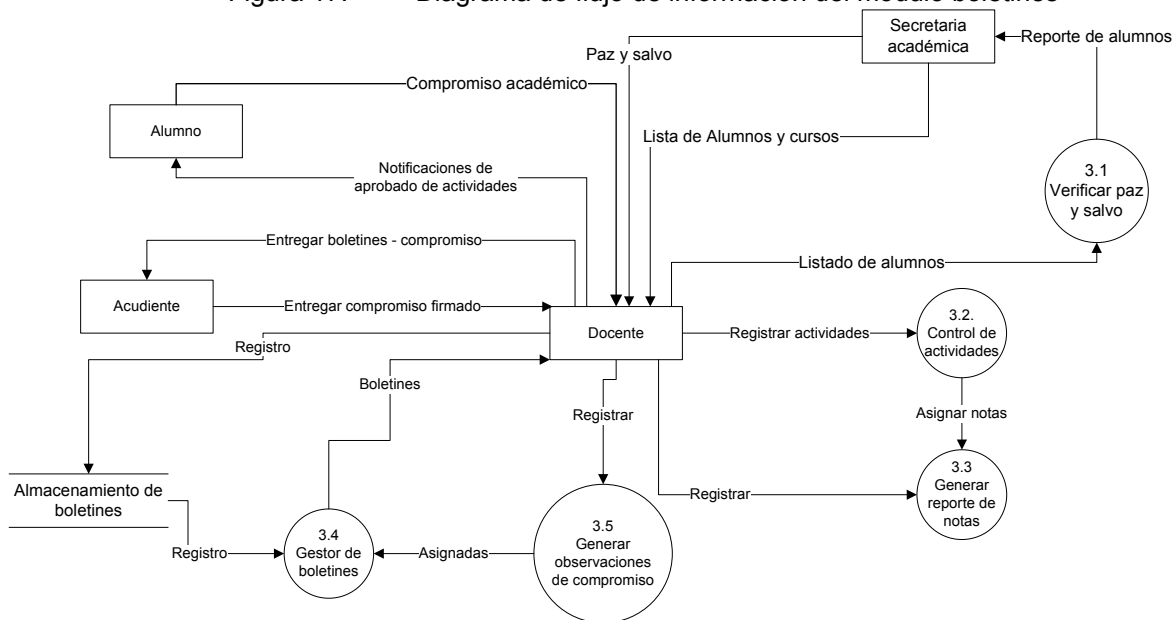 Figura 17. Diagrama de flujo de información del módulo boletines
Secretaria
académica
Reporte de alumnos
Paz y salvo
Compromiso académico
Alumno
Lista de Alumnos y cursos
Notificaciones de
aprobado de actividades
3.1
Verificar paz
y salvo
Entregar boletines - compromiso
Listado de alumnos
Acudiente
Entregar compromiso firmado
Docente
Registrar actividades
3.2.
Control de
actividades
Registro
Boletines
Registrar
Asignar notas
Almacenamiento de
boletines
Registrar
3.3
Generar
reporte de
notas
3.4
Gestor de
boletines
Registro
Asignadas
3.5
Generar
observaciones
de compromiso